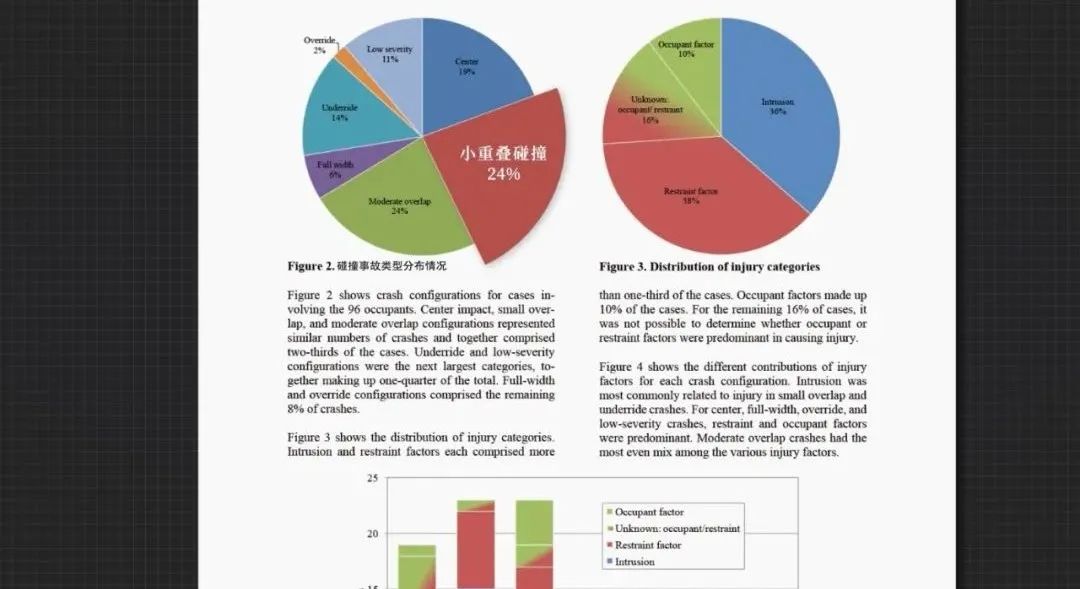 Override
2%
Low severity
11%
Center
19%
Underride
14%
小重叠碰撞
24%
Full width
6%
Moderate overlap
24%
Figure 2. 碰撞事故类型分布情况
Occupant factor
10%
Unknown:
occupant/ restraint
16%
Intrusion
36%
Restraint factor
38%
Figure 3. Distribution of injury categories
Figure 2 shows crash configurations for cases in-
volving the 96 occupants. Center impact, small over-
lap, and moderate overlap configurations represented
similar numbers of crashes and together comprised
two-thirds of the cases. Underride and low-severity
configurations were the next largest categories, to-
gether making up one-quarter of the total. Full-width
and override configurations comprised the remaining
8% of crashes.
Figure 3 shows the distribution of injury categories.
Intrusion and restraint factors each comprised more
than one-third of the cases. Occupant factors made up
10% of the cases. For the remaining 16% of cases, it
was not possible to determine whether occupant or
restraint factors were predominant in causing injury.
Figure 4 shows the different contributions of injury
factors for each crash configuration. Intrusion was
most commonly related to injury in small overlap and
underride crashes. For center, full-width, override, and
low-severity crashes, restraint and occupant factors
were predominant. Moderate overlap crashes had the
most even mix among the various injury factors.
25
20
Occupant factor
Unknown: occupant/restraint
Restraint factor
Intrusion